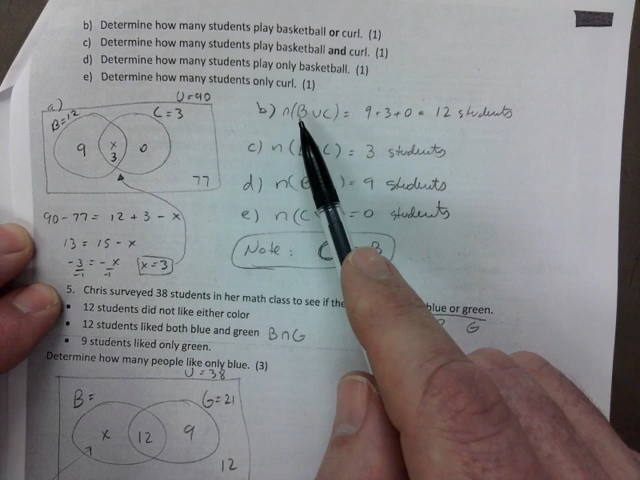 b) Determine how many students play basketball or curl. (1)
c) Determine how many students play basketball and curl. (1)
d) Determine how many students play only basketball. (1)
e) Determine how many students only curl. (1)
a)
U=90
B=12
C=3
9
x
3
0
77
90-77 = 12+3-x
13 = 15-x
-3 = -x
-1 -1
x=3
b) n(B∪C) = 9+3+0 = 12 students
c) n( C) = 3 students
d) n( ) = 9 students
e) n(C ) = 0 students
Note: C B
5. Chris surveyed 38 students in her math class to see if the blue or green.
• 12 students did not like either color
• 12 students liked both blue and green B∩G
G
• 9 students liked only green.
Determine how many people like only blue. (3)
U=38
B=
G=21
x
12
9
12